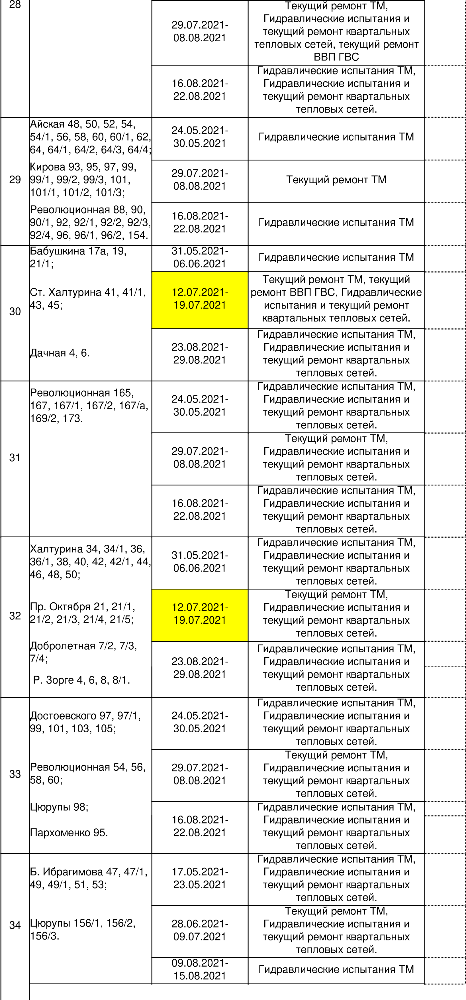 28
29.07.2021-
08.08.2021
Текущий ремонт ТМ,
Гидравлические испытания и
текущий ремонт квартальных
тепловых сетей, текущий ремонт
ВВП ГВС
16.08.2021-
22.08.2021
Гидравлические испытания ТМ,
Гидравлические испытания и
текущий ремонт квартальных
тепловых сетей.
29
Айская 48, 50, 52, 54,
54/1, 56, 58, 60, 60/1, 62,
64, 64/1, 64/2, 64/3, 64/4;
24.05.2021-
30.05.2021
Гидравлические испытания ТМ
Кирова 93, 95, 97, 99,
99/1, 99/2, 99/3, 101,
101/1, 101/2, 101/3;
29.07.2021-
08.08.2021
Текущий ремонт ТМ
Революционная 88, 90,
90/1, 92, 92/1, 92/2, 92/3,
92/4, 96, 96/1, 96/2, 154.
16.08.2021-
22.08.2021
Гидравлические испытания ТМ
30
Бабушкина 17а, 19,
21/1;
31.05.2021-
06.06.2021
Гидравлические испытания ТМ
Ст. Халтурина 41, 41/1,
43, 45;
12.07.2021-
19.07.2021
Текущий ремонт ТМ, текущий
ремонт ВВП ГВС, Гидравлические
испытания и текущий ремонт
квартальных тепловых сетей.
Дачная 4, 6.
23.08.2021-
29.08.2021
Гидравлические испытания ТМ,
Гидравлические испытания и
текущий ремонт квартальных
тепловых сетей.
31
Революционная 165,
167, 167/1, 167/2, 167/а,
169/2, 173.
24.05.2021-
30.05.2021
Гидравлические испытания ТМ,
Гидравлические испытания и
текущий ремонт квартальных
тепловых сетей.
29.07.2021-
08.08.2021
Текущий ремонт ТМ,
Гидравлические испытания и
текущий ремонт квартальных
тепловых сетей.
16.08.2021-
22.08.2021
Гидравлические испытания ТМ,
Гидравлические испытания и
текущий ремонт квартальных
тепловых сетей.
32
Халтурина 34, 34/1, 36,
36/1, 38, 40, 42, 42/1, 44,
46, 48, 50;
31.05.2021-
06.06.2021
Гидравлические испытания ТМ,
Гидравлические испытания и
текущий ремонт квартальных
тепловых сетей.
Пр. Октября 21, 21/1,
21/2, 21/3, 21/4, 21/5;
12.07.2021-
19.07.2021
Текущий ремонт ТМ,
Гидравлические испытания и
текущий ремонт квартальных
тепловых сетей.
Добролетная 7/2, 7/3,
7/4;
Р. Зорге 4, 6, 8, 8/1.
23.08.2021-
29.08.2021
Гидравлические испытания ТМ,
Гидравлические испытания и
текущий ремонт квартальных
тепловых сетей.
33
Достоевского 97, 97/1,
99, 101, 103, 105;
24.05.2021-
30.05.2021
Гидравлические испытания ТМ,
Гидравлические испытания и
текущий ремонт квартальных
тепловых сетей.
Революционная 54, 56,
58, 60;
29.07.2021-
08.08.2021
Текущий ремонт ТМ,
Гидравлические испытания и
текущий ремонт квартальных
тепловых сетей.
Цюрупы 98;
Пархоменко 95.
16.08.2021-
22.08.2021
Гидравлические испытания ТМ,
Гидравлические испытания и
текущий ремонт квартальных
тепловых сетей.
34
Б. Ибрагимова 47, 47/1,
49, 49/1, 51, 53;
17.05.2021-
23.05.2021
Гидравлические испытания ТМ,
Гидравлические испытания и
текущий ремонт квартальных
тепловых сетей.
Цюрупы 156/1, 156/2,
156/3.
28.06.2021-
09.07.2021
Текущий ремонт ТМ,
Гидравлические испытания и
текущий ремонт квартальных
тепловых сетей.
09.08.2021-
15.08.2021
Гидравлические испытания ТМ